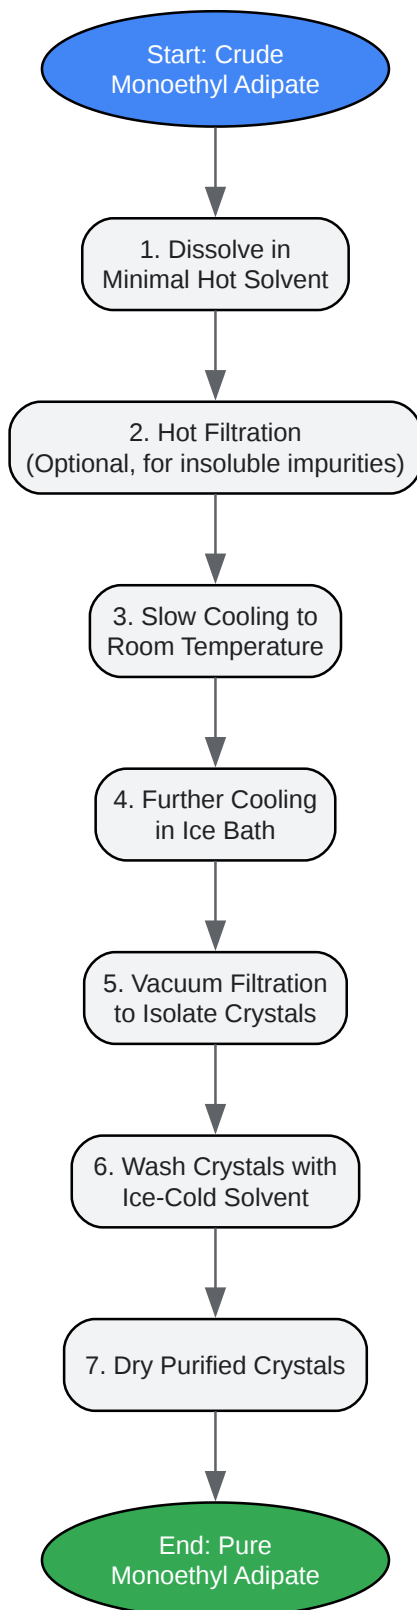 Start: Crude
Monoethyl Adipate
1. Dissolve in
Minimal Hot Solvent
2. Hot Filtration
(Optional, for insoluble impurities)
3. Slow Cooling to
Room Temperature
4. Further Cooling
in Ice Bath
5. Vacuum Filtration
to Isolate Crystals
6. Wash Crystals with
Ice-Cold Solvent
7. Dry Purified Crystals
End: Pure
Monoethyl Adipate